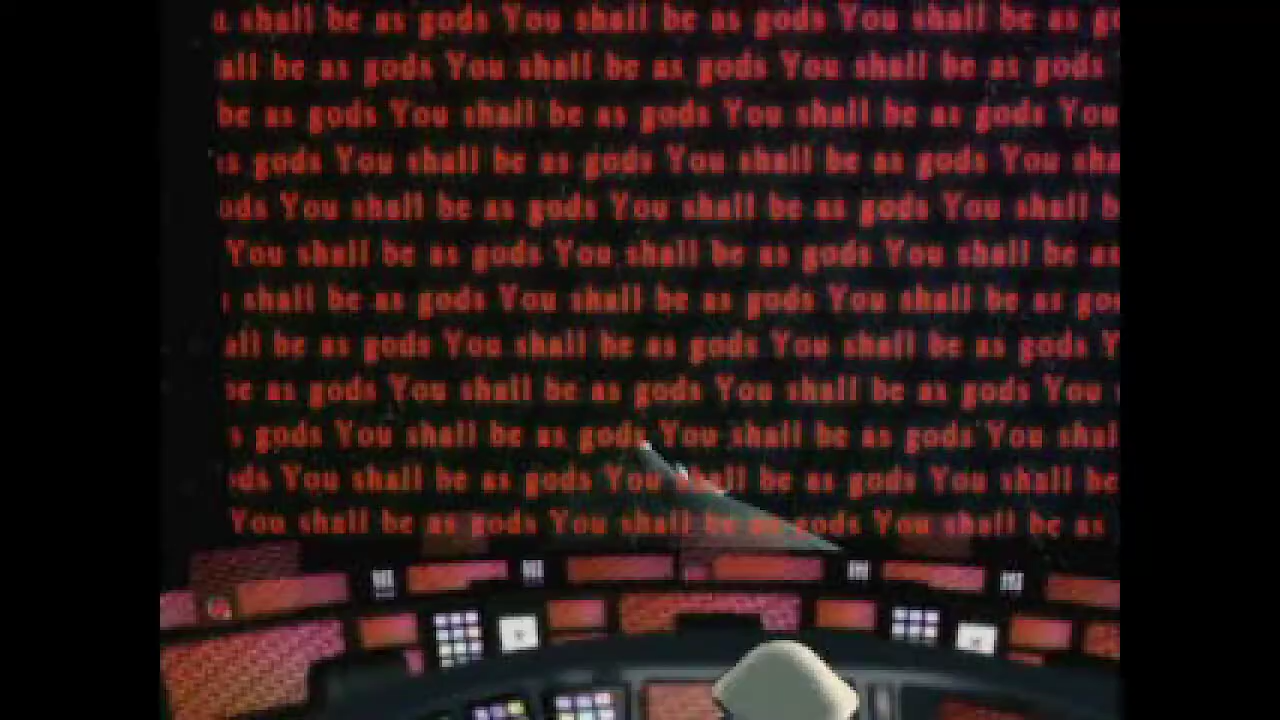 shall be as gods You shall be as gods You shall be as
all be as gods You shall be as gods You shall be as gods
be as gods You shall be as gods You shall be as gods You
gods You shall be as gods You shall be as gods You
You shall be as gods You shall be as gods You shall
You shall be as gods You shall be as gods You shall be as
shall be as gods You shall be as gods You shall be as
all be as gods You shall be as gods You shall be as gods
be as gods You shall be as gods You shall be as gods You
gods You shall be as gods You shall be as gods You
You shall be as gods You shall be as gods You shall be
You shall be as gods You shall be as gods You shall be as